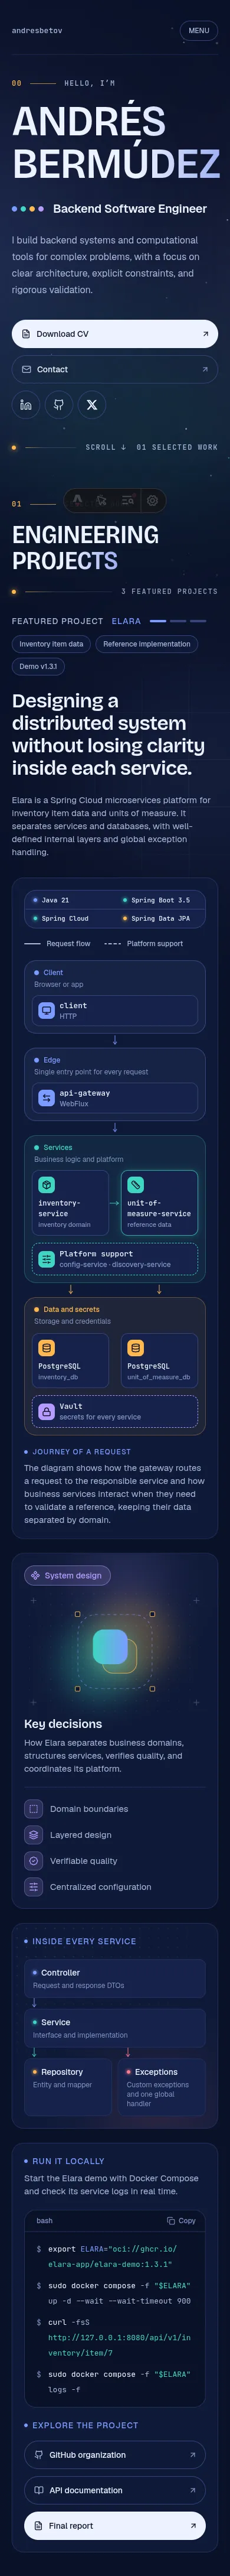 andresbetov
MENU
00 HELLO, I'M
ANDRÉS
BERMÚDEZ
Backend Software Engineer
I build backend systems and computational
tools for complex problems, with a focus on
clear architecture, explicit constraints, and
rigorous validation.
Download CV
Contact
SCROLL ↓ 01 SELECTED WORK
01
ENGINEERING
PROJECTS
3 FEATURED PROJECTS
FEATURED PROJECT ELARA
Inventory Item data
Reference implementation
Demo v1.3.1
Designing a
distributed system
without losing clarity
inside each service.
Elara is a Spring Cloud microservices platform for
Inventory Item data and units of measure. It
separates services and databases, with well-
defined internal layers and global exception
handling.
Java 21
Spring Boot 3.5
Spring Cloud
Spring Data JPA
Request flow
Platform support
Client
Browser or app
client
HTTP
Edge
Single entry point for every request
api-gateway
WebFlux
Services
Business logic and platform
inventory-
service
inventory domain
unit-of-
measure-service
reference data
Platform support
config-service · discovery-service
Data and secrets
Storage and credentials
PostgreSQL
inventory_db
PostgreSQL
unit_of_measure_db
Vault
secrets for every service
JOURNEY OF A REQUEST
The diagram shows how the gateway routes
a request to the responsible service and how
business services interact when they need
to validate a reference, keeping their data
separated by domain.
System design
Key decisions
How Elara separates business domains,
structures services, verifies quality, and
coordinates its platform.
Domain boundaries
Layered design
Verifiable quality
Centralized configuration
INSIDE EVERY SERVICE
Controller
Request and response DTOs
Service
Interface and implementation
Repository
Entity and mapper
Exceptions
Custom exceptions
and one global
handler
RUN IT LOCALLY
Start the Elara demo with Docker Compose
and check its service logs in real time.
bash
Copy
$ export ELARA="oci://ghcr.io/
elara-app/elara-demo:1.3.1"
$ sudo docker compose -f "$ELARA"
up -d --wait --wait-timeout 900
$ curl -fsS
http://127.0.0.1:8080/api/v1/in
ventory/item/7
$ sudo docker compose -f "$ELARA"
logs -f
EXPLORE THE PROJECT
GitHub organization
API documentation
Final report